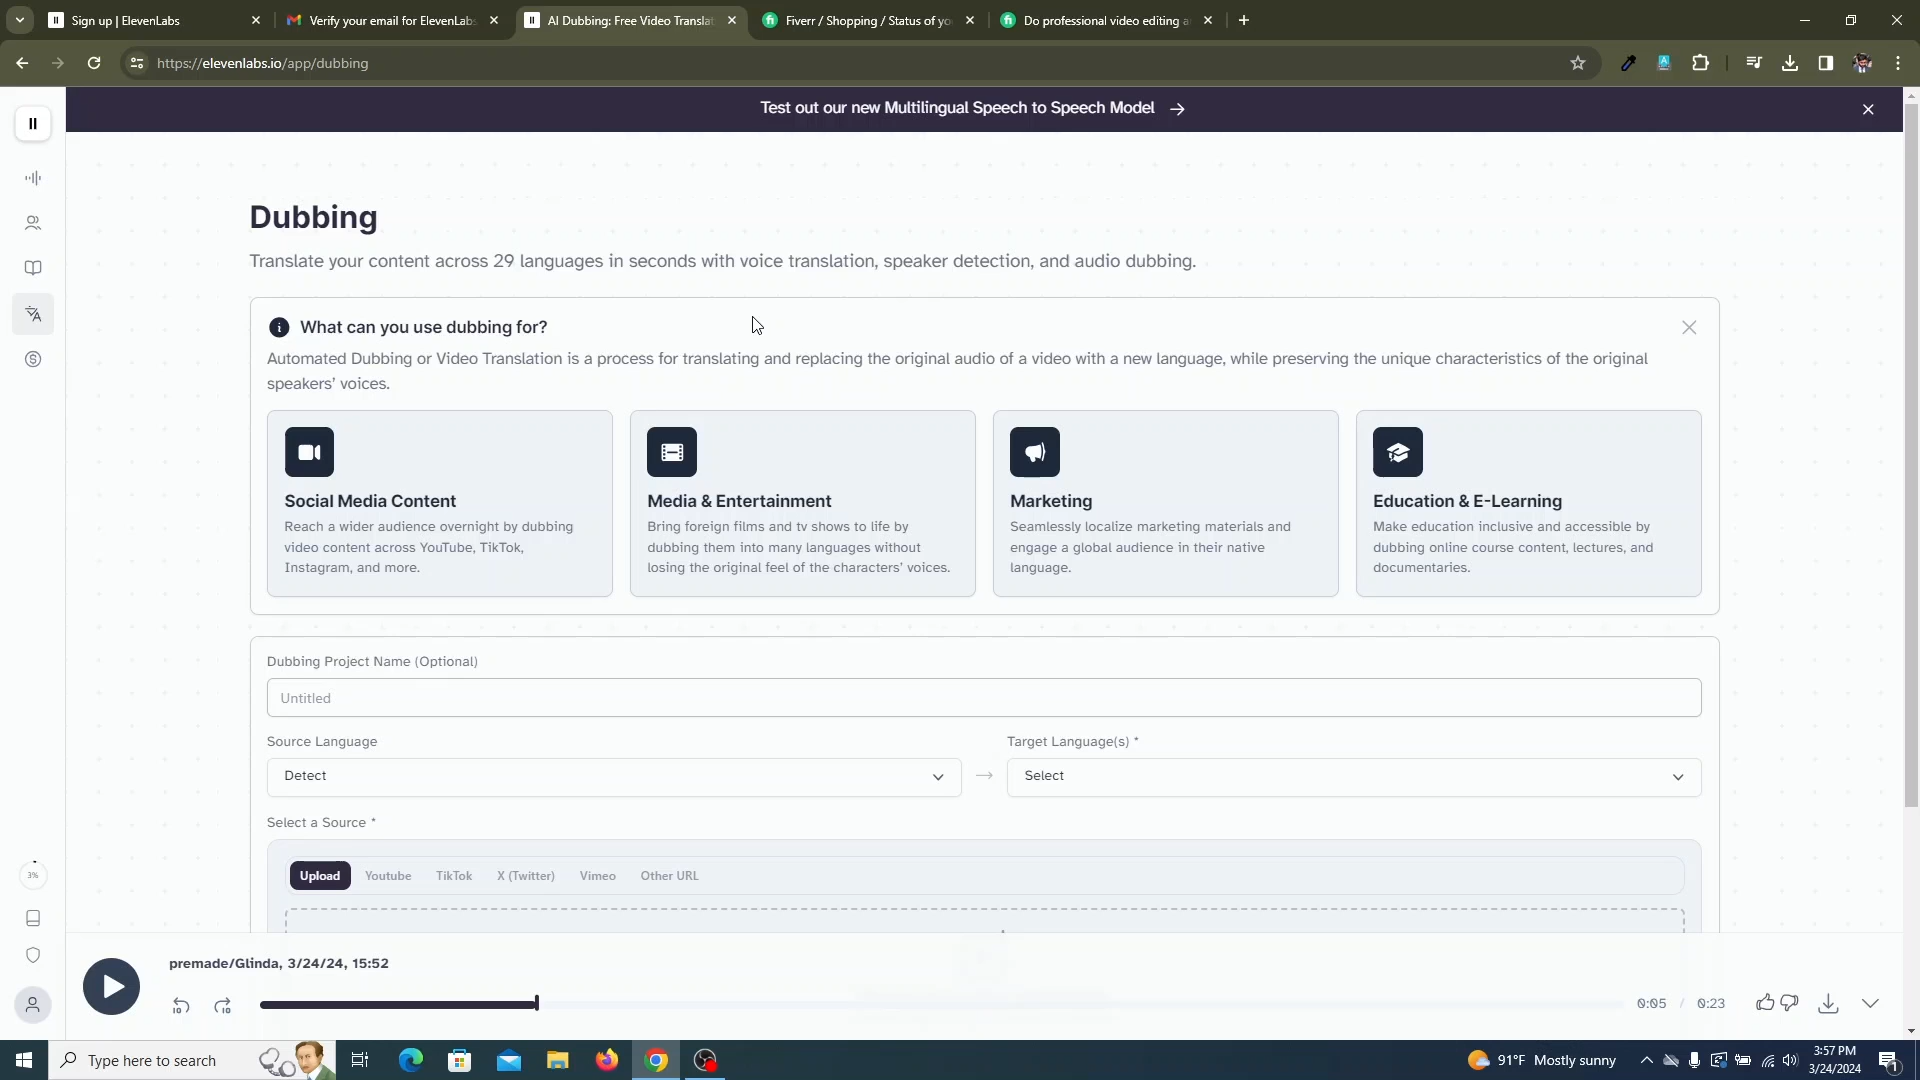 Sign up | ElevenLabs
Verify your email for ElevenLabs
AI Dubbing: Free Video Translat
Fiverr / Shopping / Status of yo
Do professional video editing a
https://elevenlabs.io/app/dubbing
Test out our new Multilingual Speech to Speech Model →
Dubbing
Translate your content across 29 languages in seconds with voice translation, speaker detection, and audio dubbing.
What can you use dubbing for?
Automated Dubbing or Video Translation is a process for translating and replacing the original audio of a video with a new language, while preserving the unique characteristics of the original
speakers’ voices.
Social Media Content
Reach a wider audience overnight by dubbing
video content across YouTube, TikTok,
Instagram, and more.
Media & Entertainment
Bring foreign films and tv shows to life by
dubbing them into many languages without
losing the original feel of the characters’ voices.
Marketing
Seamlessly localize marketing materials and
engage a global audience in their native
language.
Education & E-Learning
Make education inclusive and accessible by
dubbing online course content, lectures, and
documentaries.
Dubbing Project Name (Optional)
Untitled
Source Language
Target Language(s) *
Detect
Select
Select a Source *
Upload
Youtube
TikTok
X (Twitter)
Vimeo
Other URL
3%
premade/Glinda, 3/24/24, 15:52
10
10
0:05 / 0:23
Type here to search
91°F Mostly sunny
3:57 PM
3/24/2024
1